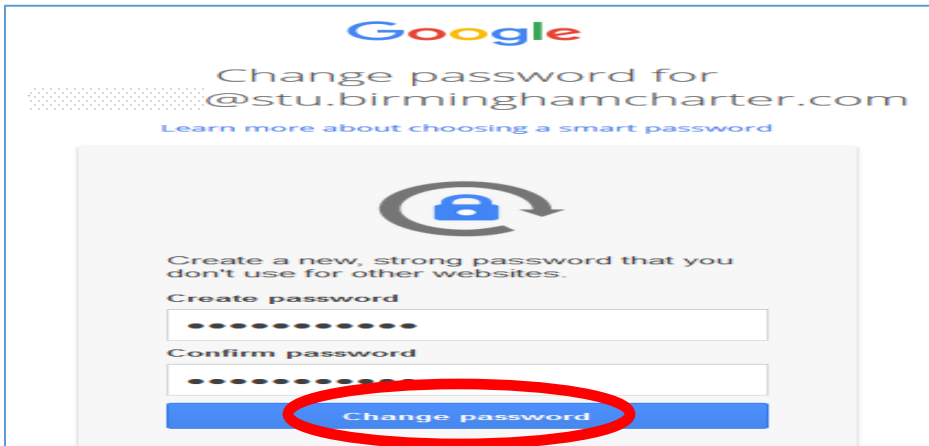 Google
Change password for
@stu.birminghamcharter.com
Learn more about choosing a smart password
Create a new, strong password that you
don't use for other websites.
Create password
Confirm password
Change password